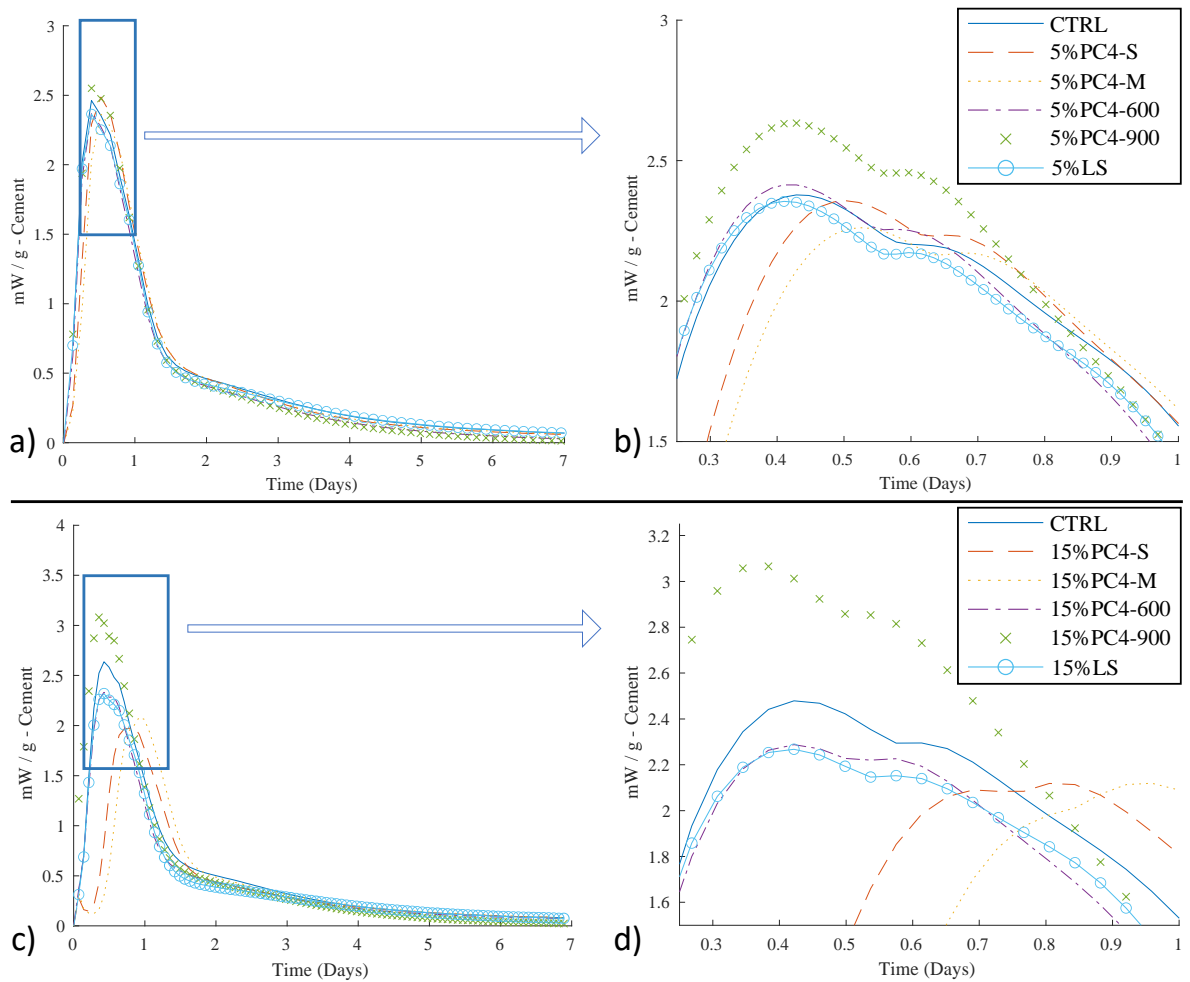 3
2.5
2
1.5
1
0.5
0
mW / g - Cement
0 1 2 3 4 5 6 7
Time (Days)
a)
3
2.5
2
1.5
mW / g - Cement
0.3 0.4 0.5 0.6 0.7 0.8 0.9 1
Time (Days)
b)
CTRL
5%PC4-S
5%PC4-M
5%PC4-600
5%PC4-900
5%LS
4
3.5
3
2.5
2
1.5
1
0.5
0
mW / g - Cement
0 1 2 3 4 5 6 7
Time (Days)
c)
3.2
3
2.8
2.6
2.4
2.2
2
1.8
1.6
mW / g - Cement
0.3 0.4 0.5 0.6 0.7 0.8 0.9 1
Time (Days)
d)
CTRL
15%PC4-S
15%PC4-M
15%PC4-600
15%PC4-900
15%LS